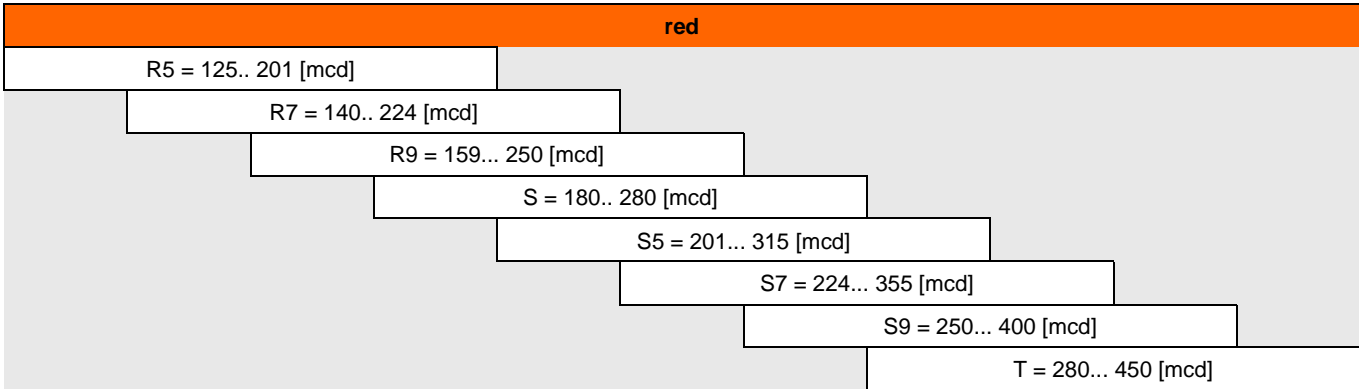 red
R5 = 125.. 201 [mcd]
R7 = 140.. 224 [mcd]
R9 = 159... 250 [mcd]
S = 180.. 280 [mcd]
S5 = 201... 315 [mcd]
S7 = 224... 355 [mcd]
S9 = 250... 400 [mcd]
T = 280... 450 [mcd]